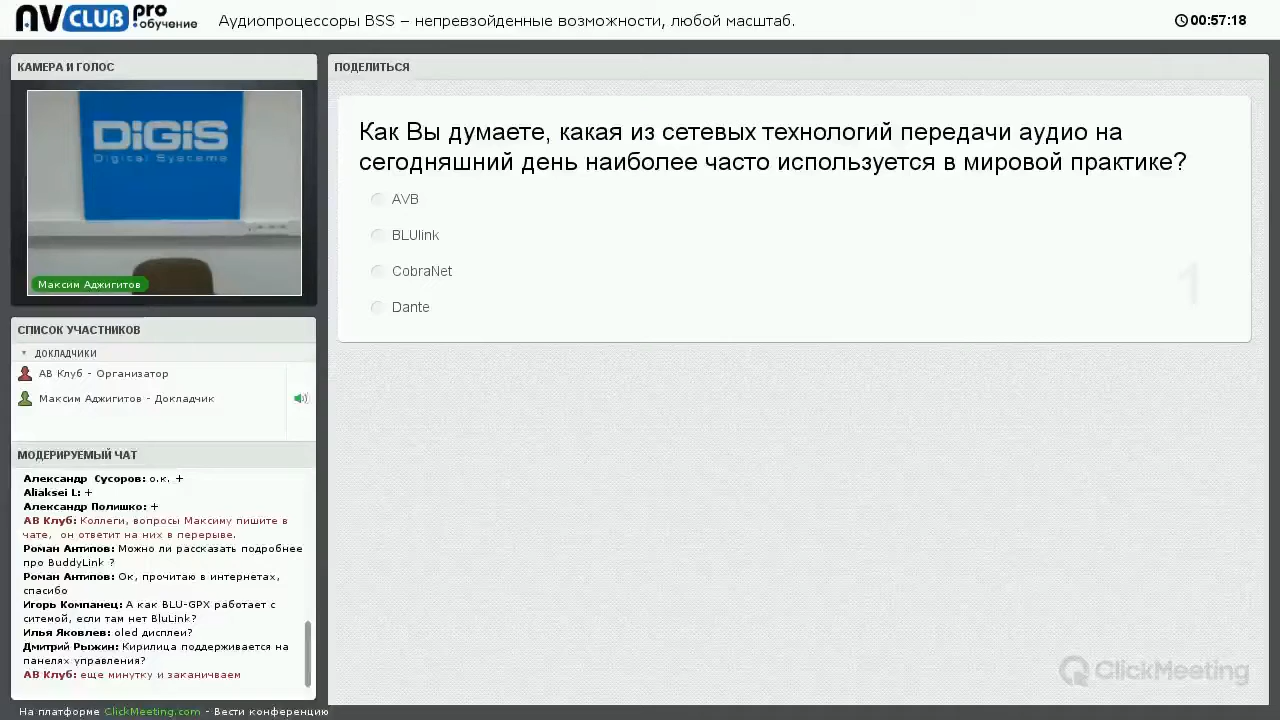 AVCLUB.pro
обучение
Аудиопроцессоры BSS – непревзойденные возможности, любой масштаб.
00:57:18
КАМЕРА И ГОЛОС
DIGIS
Digital Systems
Максим Аджигитов
СПИСОК УЧАСТНИКОВ
ДОКЛАДЧИКИ
АВ Клуб - Организатор
Максим Аджигитов - Докладчик
МОДЕРИРУЕМЫЙ ЧАТ
Александр Сусоров: о.к. +
Aliaksei L: +
Александр Полишко: +
АВ Клуб: Коллеги, вопросы Максиму пишите в
чате, он ответит на них в перерыве.
Роман Антипов: Можно ли рассказать подробнее
про BuddyLink ?
Роман Антипов: Ок, прочитаю в интернетах,
спасибо
Игорь Компанец: А как BLU-GPX работает с
ситемой, если там нет BluLink?
Илья Яковлев: oled дисплеи?
Дмитрий Рыжин: Кирилица поддерживается на
панелях управления?
АВ Клуб: еще минутку и заканичваем
На платформе ClickMeeting.com - Вести конференцию
ПОДЕЛИТЬСЯ
Как Вы думаете, какая из сетевых технологий передачи аудио на
сегодняшний день наиболее часто используется в мировой практике?
AVB
BLUlink
CobraNet
Dante
1
ClickMeeting